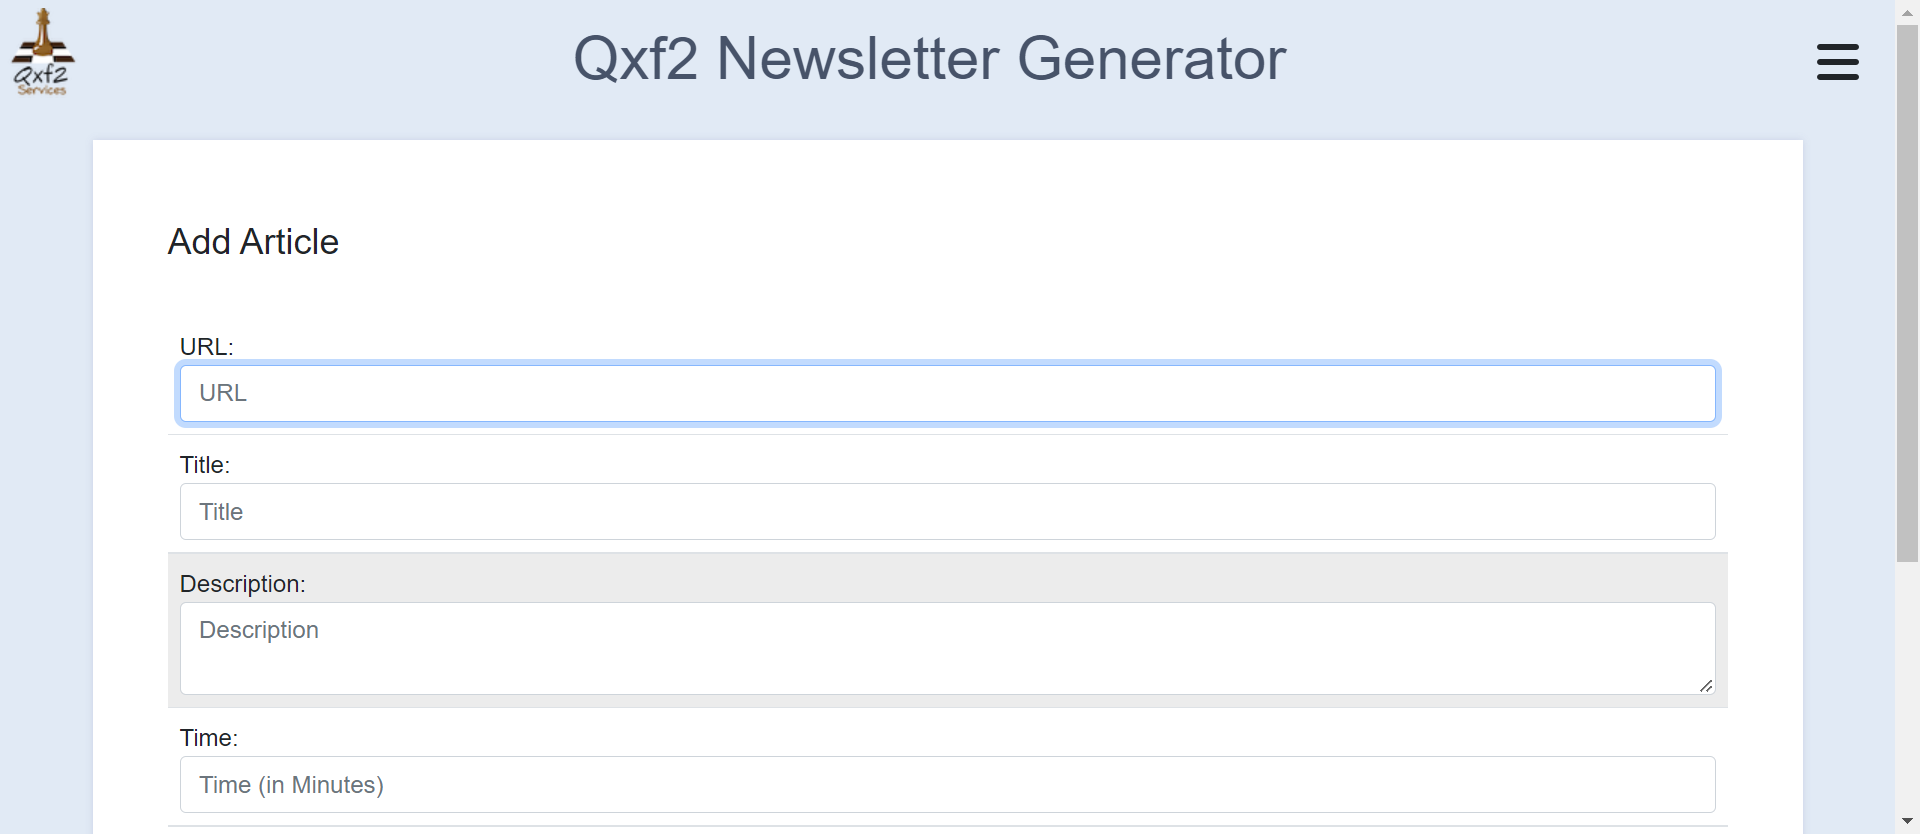 Qxf2
Services
Qxf2 Newsletter Generator
Add Article
URL:
URL
Title:
Title
Description:
Description
Time:
Time (in Minutes)